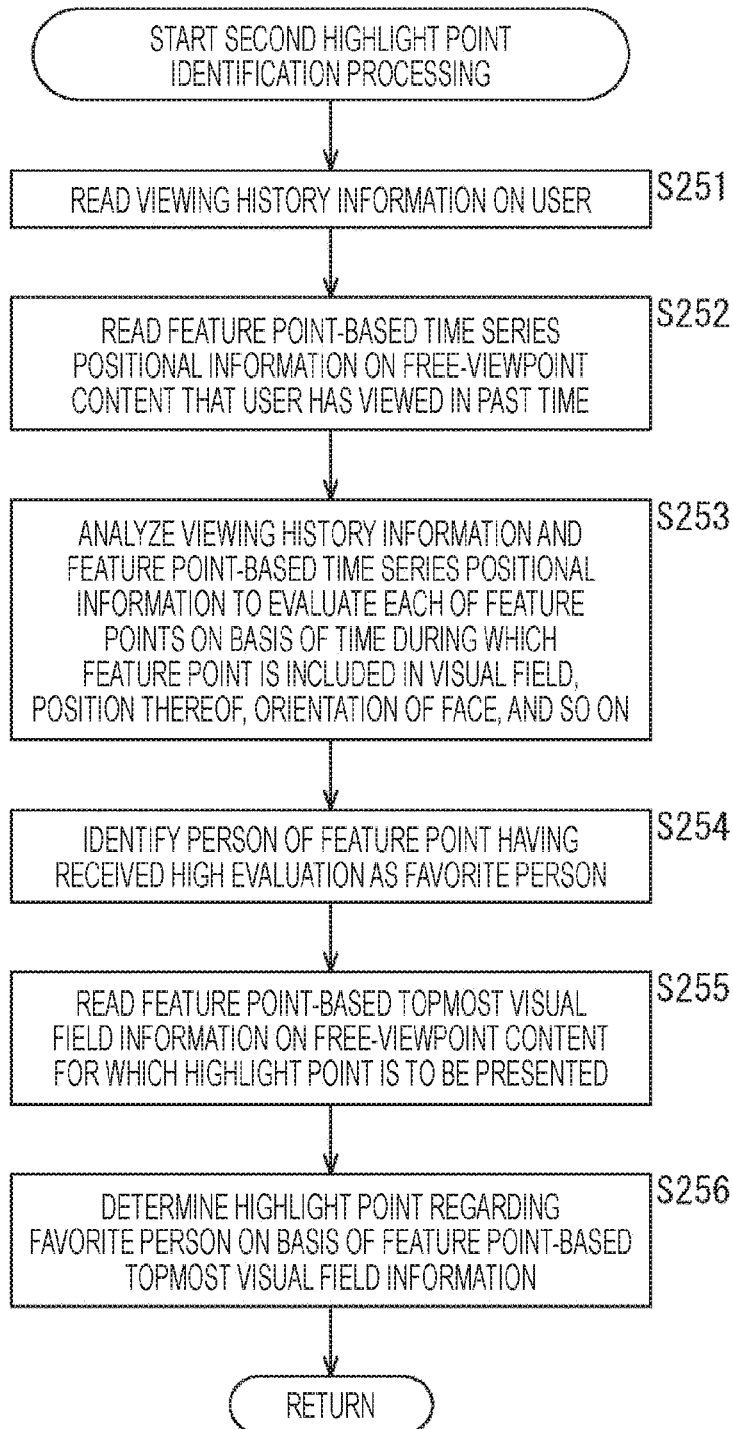 START SECOND HIGHLIGHT POINT
IDENTIFICATION PROCESSING
READ VIEWING HISTORY INFORMATION ON USER
S251
READ FEATURE POINT-BASED TIME SERIES
POSITIONAL INFORMATION ON FREE-VIEWPOINT
CONTENT THAT USER HAS VIEWED IN PAST TIME
S252
ANALYZE VIEWING HISTORY INFORMATION AND
FEATURE POINT-BASED TIME SERIES POSITIONAL
INFORMATION TO EVALUATE EACH OF FEATURE
POINTS ON BASIS OF TIME DURING WHICH
FEATURE POINT IS INCLUDED IN VISUAL FIELD,
POSITION THEREOF, ORIENTATION OF FACE, AND SO ON
S253
IDENTIFY PERSON OF FEATURE POINT HAVING
RECEIVED HIGH EVALUATION AS FAVORITE PERSON
S254
READ FEATURE POINT-BASED TOPMOST VISUAL
FIELD INFORMATION ON FREE-VIEWPOINT CONTENT
FOR WHICH HIGHLIGHT POINT IS TO BE PRESENTED
S255
DETERMINE HIGHLIGHT POINT REGARDING
FAVORITE PERSON ON BASIS OF FEATURE POINT-BASED
TOPMOST VISUAL FIELD INFORMATION
S256
RETURN